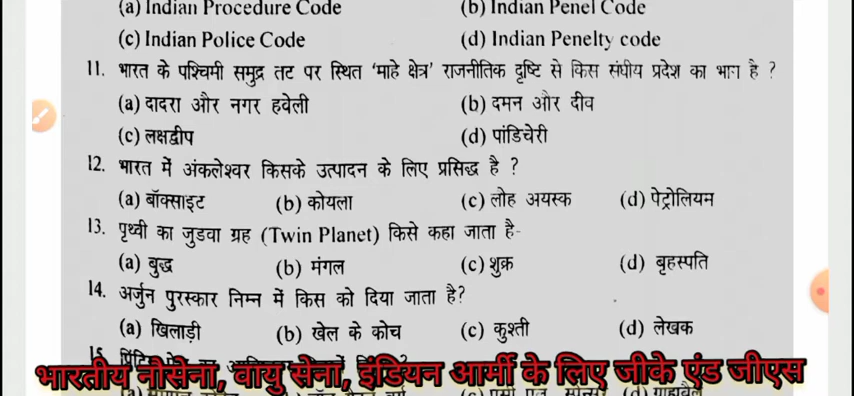 (a) Indian Procedure Code (b) Indian Penel Code
(c) Indian Police Code (d) Indian Penelty code
11. भारत के पश्चिमी समुद्र तट पर स्थित ‘माहे क्षेत्र’ राजनीतिक दृष्टि से किस संघीय प्रदेश का भाग है ?
(a) दादरा और नगर हवेली (b) दमन और दीव
(c) लक्षद्वीप (d) पांडिचेरी
12. भारत में अंकलेश्वर किसके उत्पादन के लिए प्रसिद्ध है ?
(a) बॉक्साइट (b) कोयला (c) लोह अयस्क (d) पेट्रोलियम
13. पृथ्वी का जुडवा ग्रह (Twin Planet) किसे कहा जाता है-
(a) बुद्ध (b) मंगल (c) शुक्र (d) बृहस्पति
14. अर्जुन पुरस्कार निम्न में किस को दिया जाता है?
(a) खिलाड़ी (b) खेल के कोच (c) कुश्ती (d) लेखक
15.
भारतीय नौसेना, वायु सेना, इंडियन आर्मी के लिए जीके एंड जीएस